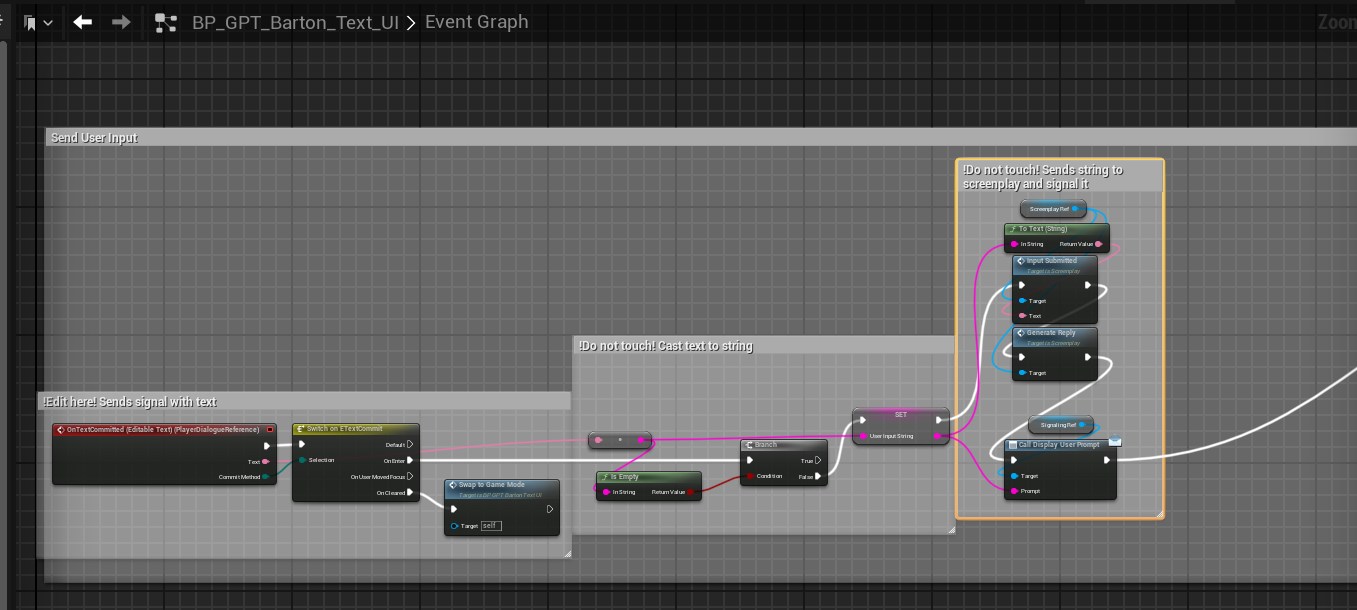 BP_GPT_Barton_Text_UI > Event Graph
Zoom
Send User Input
!Do not touch! Sends string to
screenplay and signal it
Screenplay Ref
f To Text (String)
In String Return Value
Input Submitted
Target is Screenplay
Target
Text
Generate Reply
Target is Screenplay
Target
Signaling Ref
Call Display User Prompt
Target
Prompt
!Do not touch! Cast text to string
SET
User Input String
Branch
True
Condition False
f Is Empty
In String Return Value
!Edit here! Sends signal with text
OnTextCommitted (Editable Text) (PlayerDialogueReference)
Text
Commit Method
Switch on ETextCommit
Default
Selection On Enter
On User Moved Focus
On Cleared
Swap to Game Mode
Target is BP GPT Barton Text UI
Target self